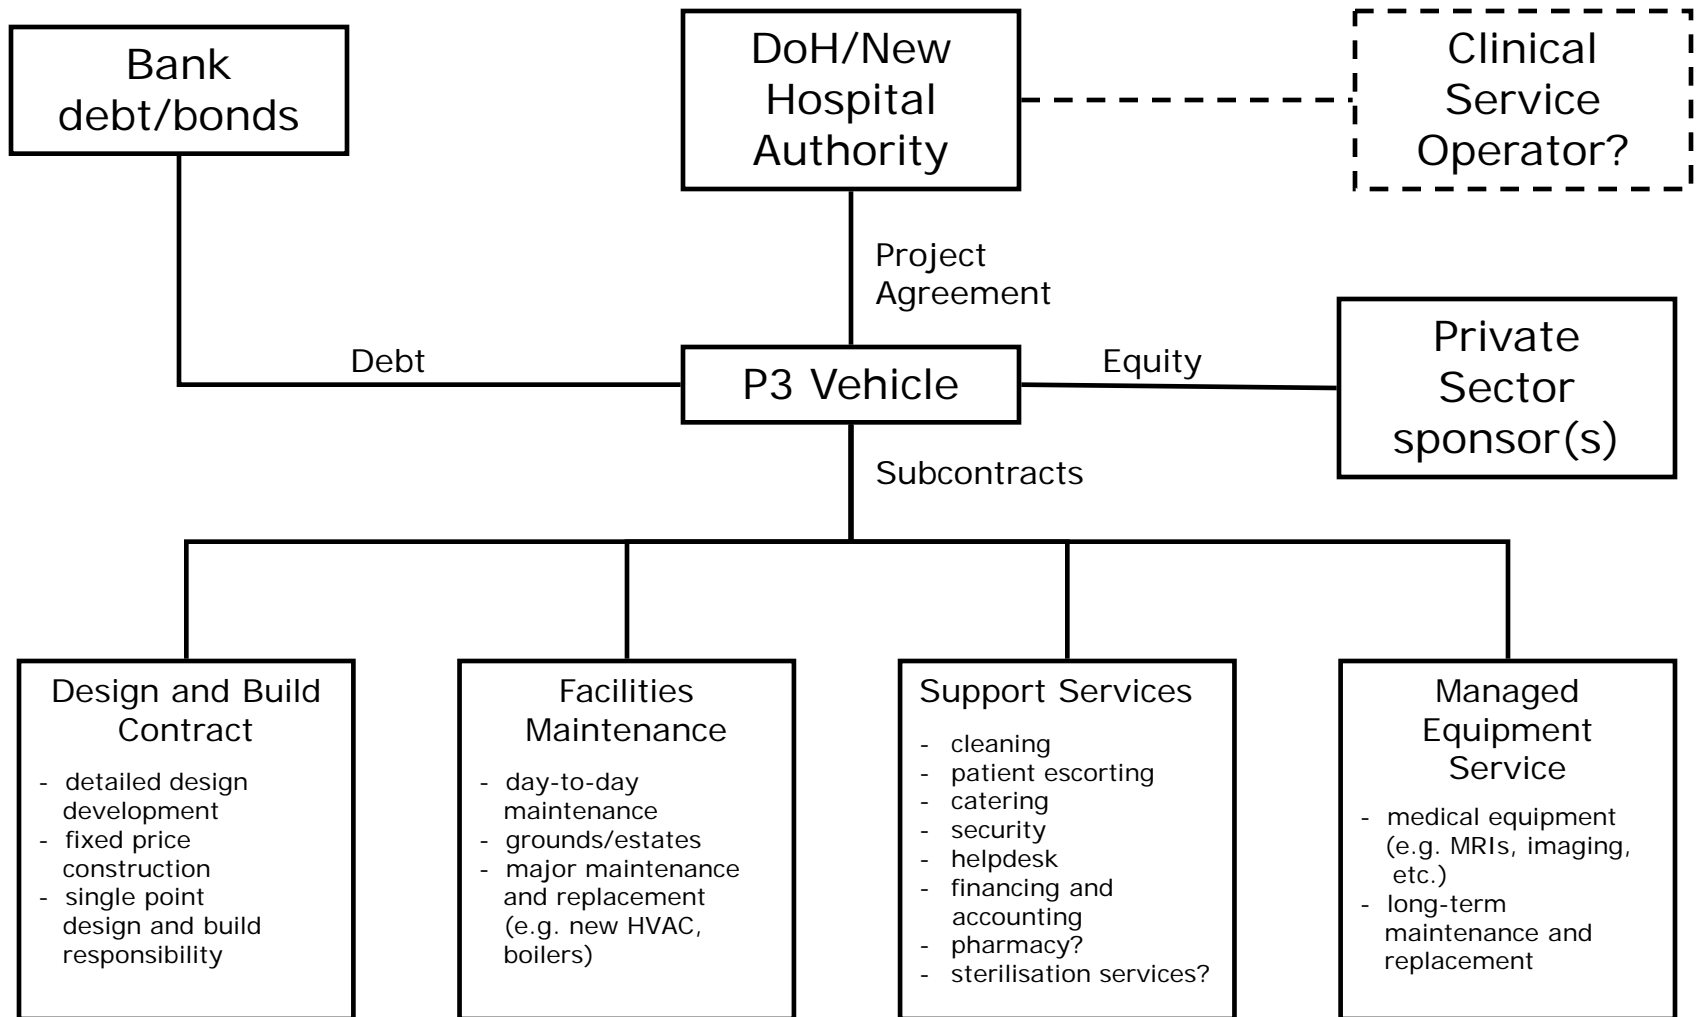 Bank
debt/bonds
DoH/New
Hospital
Authority
Clinical
Service
Operator?
Project
Agreement
Debt
P3 Vehicle
Equity
Private
Sector
sponsor(s)
Subcontracts
Design and Build
Contract
- detailed design
development
- fixed price
construction
- single point
design and build
responsibility
Facilities
Maintenance
- day-to-day
maintenance
- grounds/estates
- major maintenance
and replacement
(e.g. new HVAC,
boilers)
Support Services
- cleaning
- patient escorting
- catering
- security
- helpdesk
- financing and
accounting
- pharmacy?
- sterilisation services?
Managed
Equipment
Service
- medical equipment
(e.g. MRIs, imaging,
etc.)
- long-term
maintenance and
replacement